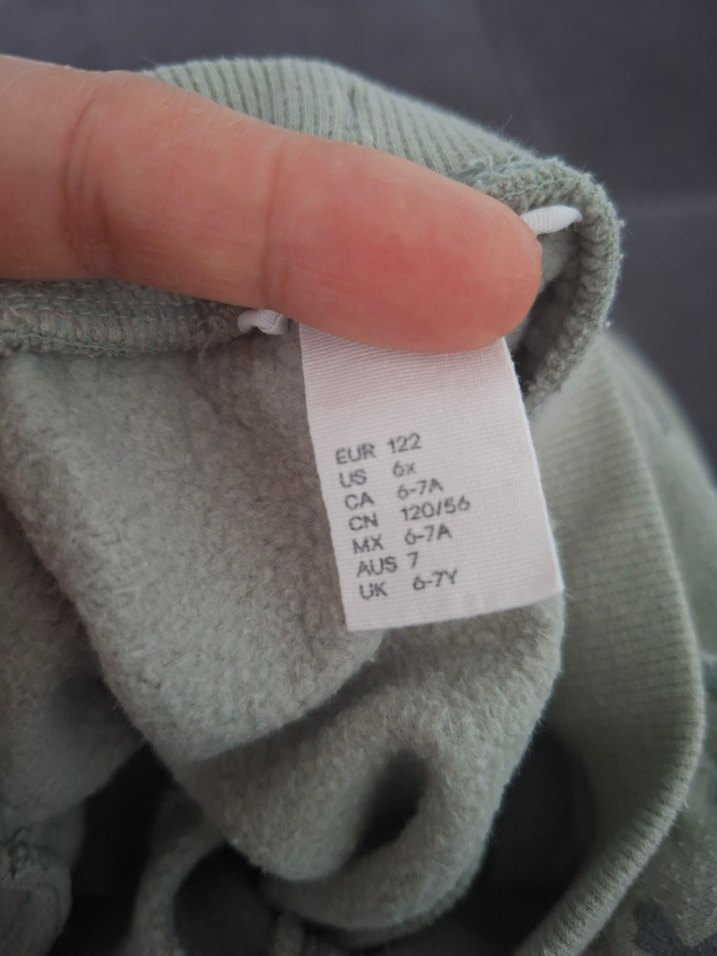 EUR 122
US 6x
CA 6-7A
CN 120/56
MX 6-7A
AUS 7
UK 6-7Y